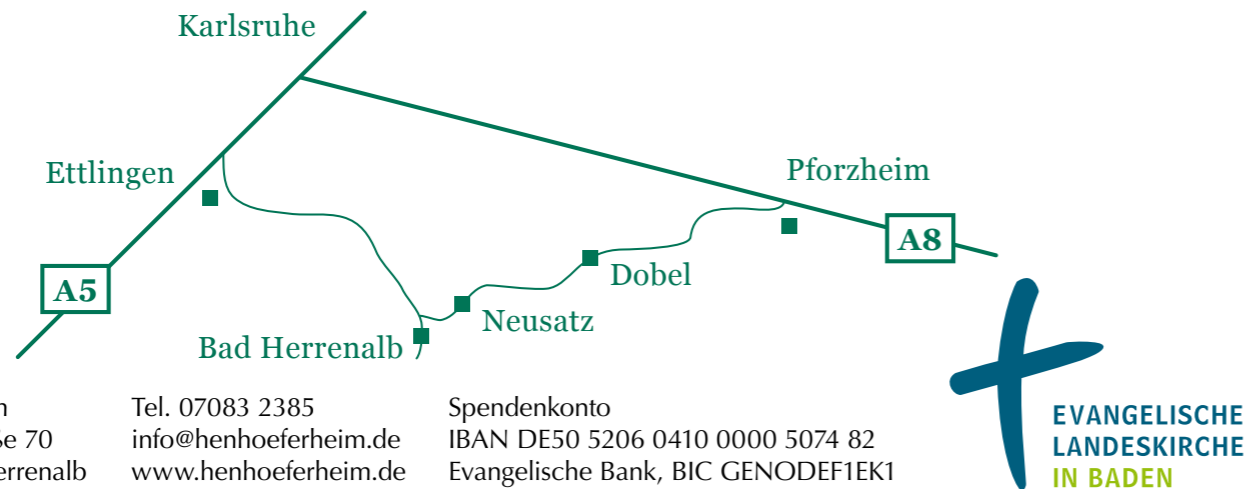 Karlsruhe
Ettlingen
Pforzheim
A8
A5
Dobel
Neusatz
Bad Herrenalb
70
Tel. 07083 2385
info@henhoeferheim.de
www.henhoeferheim.de
Spendenkonto
IBAN DE50 5206 0410 0000 5074 82
Evangelische Bank, BIC GENODEF1EK1
EVANGELISCHE
LANDESKIRCHE
IN BADEN